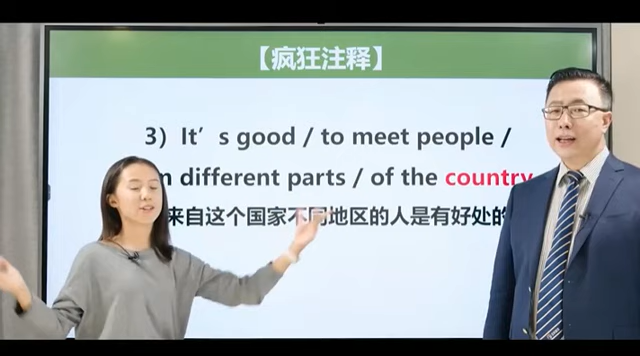 【疯狂注释】
3) It's good / to meet people /
different parts / of the country
来自这个国家不同地区的人是有好处的